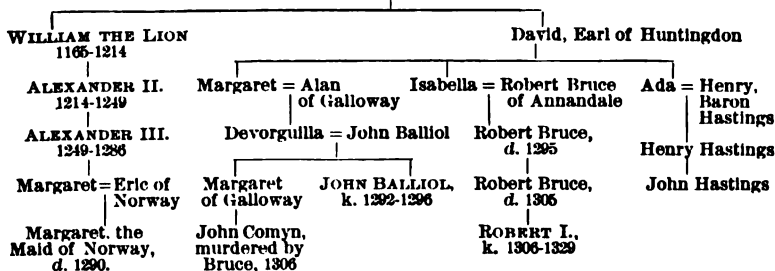 WILLIAM THE LION
1165-1214
David, Earl of Huntingdon
ALEXANDER II.
1214-1249
Margaret = Alan
of Galloway
Isabella = Robert Bruce
of Annandale
Ada = Henry,
Baron
Hastings
ALEXANDER III.
1249-1286
Devorguilla = John Balliol
Robert Bruce,
d. 1295
Henry Hastings
Margaret = Eric of
Norway
Margaret
of Galloway
JOHN BALLIOL,
k. 1292-1296
Robert Bruce,
d. 1305
John Hastings
Margaret. the
Maid of Norway,
d. 1290.
John Comyn,
murdered by
Bruce, 1306
ROBERT I.,
k. 1306-1329